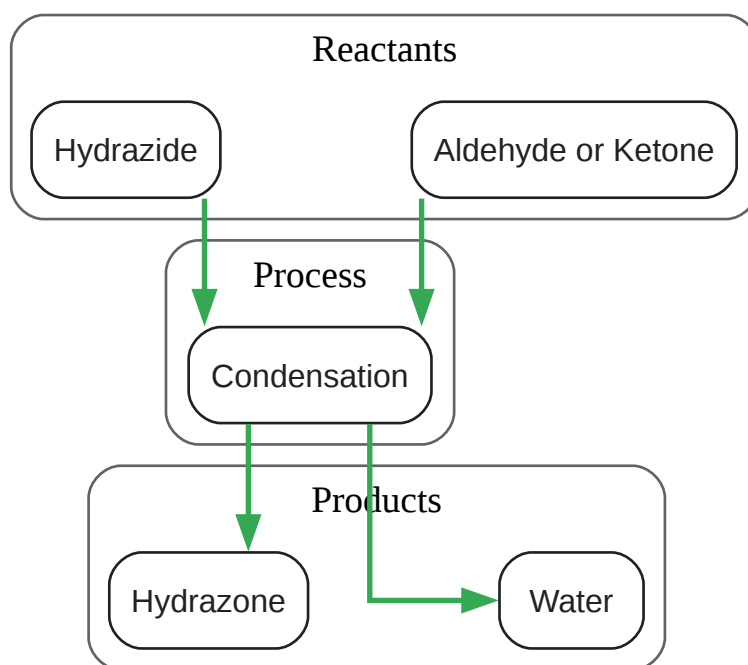 Reactants
Hydrazide
Aldehyde or Ketone
Process
Condensation
Products
Hydrazone
Water